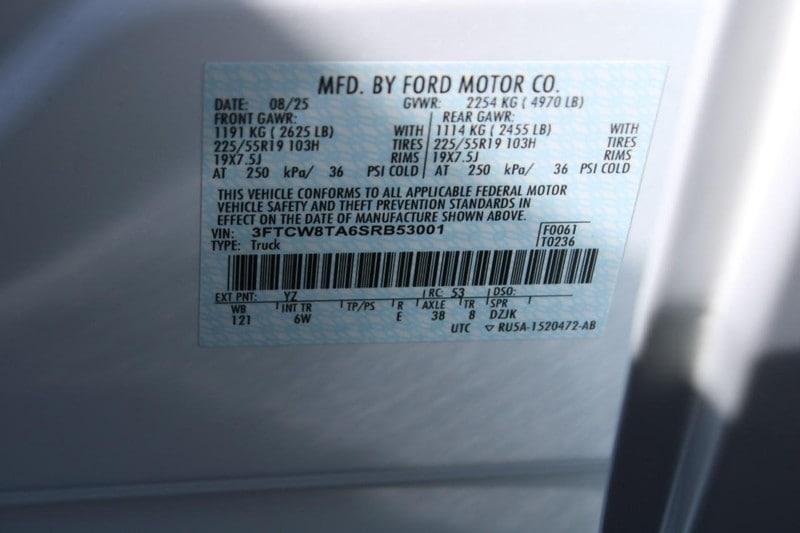 MFD. BY FORD MOTOR CO.
DATE: 08/25 GVWR: 2254 KG ( 4970 LB)
FRONT GAWR: REAR GAWR:
1191 KG ( 2625 LB) WITH 1114 KG ( 2455 LB) WITH
225/55R19 103H TIRES 225/55R19 103H TIRES
19X7.5J RIMS 19X7.5J RIMS
AT 250 kPa/ 36 PSI COLD AT 250 kPa/ 36 PSI COLD
THIS VEHICLE CONFORMS TO ALL APPLICABLE FEDERAL MOTOR
VEHICLE SAFETY AND THEFT PREVENTION STANDARDS IN
EFFECT ON THE DATE OF MANUFACTURE SHOWN ABOVE.
VIN: 3FTCW8TA6SRB53001 F0061
TYPE: Truck T0236
EXT PNT: YZ RC: 53 DSO:
WB INT TR TP/PS R AXLE TR SPR
121 6W E 38 8 DZJK
UTC ▽ RU5A-1520472-AB